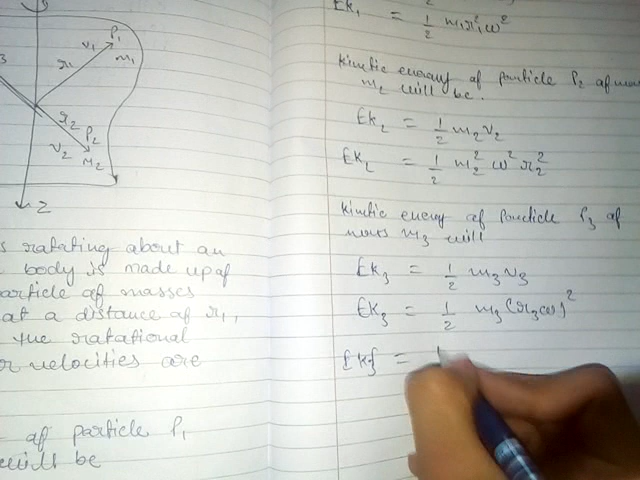 P₁
v₁
m₁
r₁
3
r₂
P₂
v₂
M₂
Z
s rotating about an
body is made up of
particle of masses
at a distance of r₁,
the rotational
r velocities are
of particle P₁
will be
Ek₁ = 1/2 m₁r₁²ω²
kinetic energy of particle P₂ of mass
m₂ will be.
Ek₂ = 1/2 m₂v₂
Ek₂ = 1/2 m₂² ω² r₂²
kinetic energy of particle P₃ of
mass m₃ will
Ek₃ = 1/2 m₃v₃
Ek₃ = 1/2 m₃(r₃ω)²
Ek₃ =